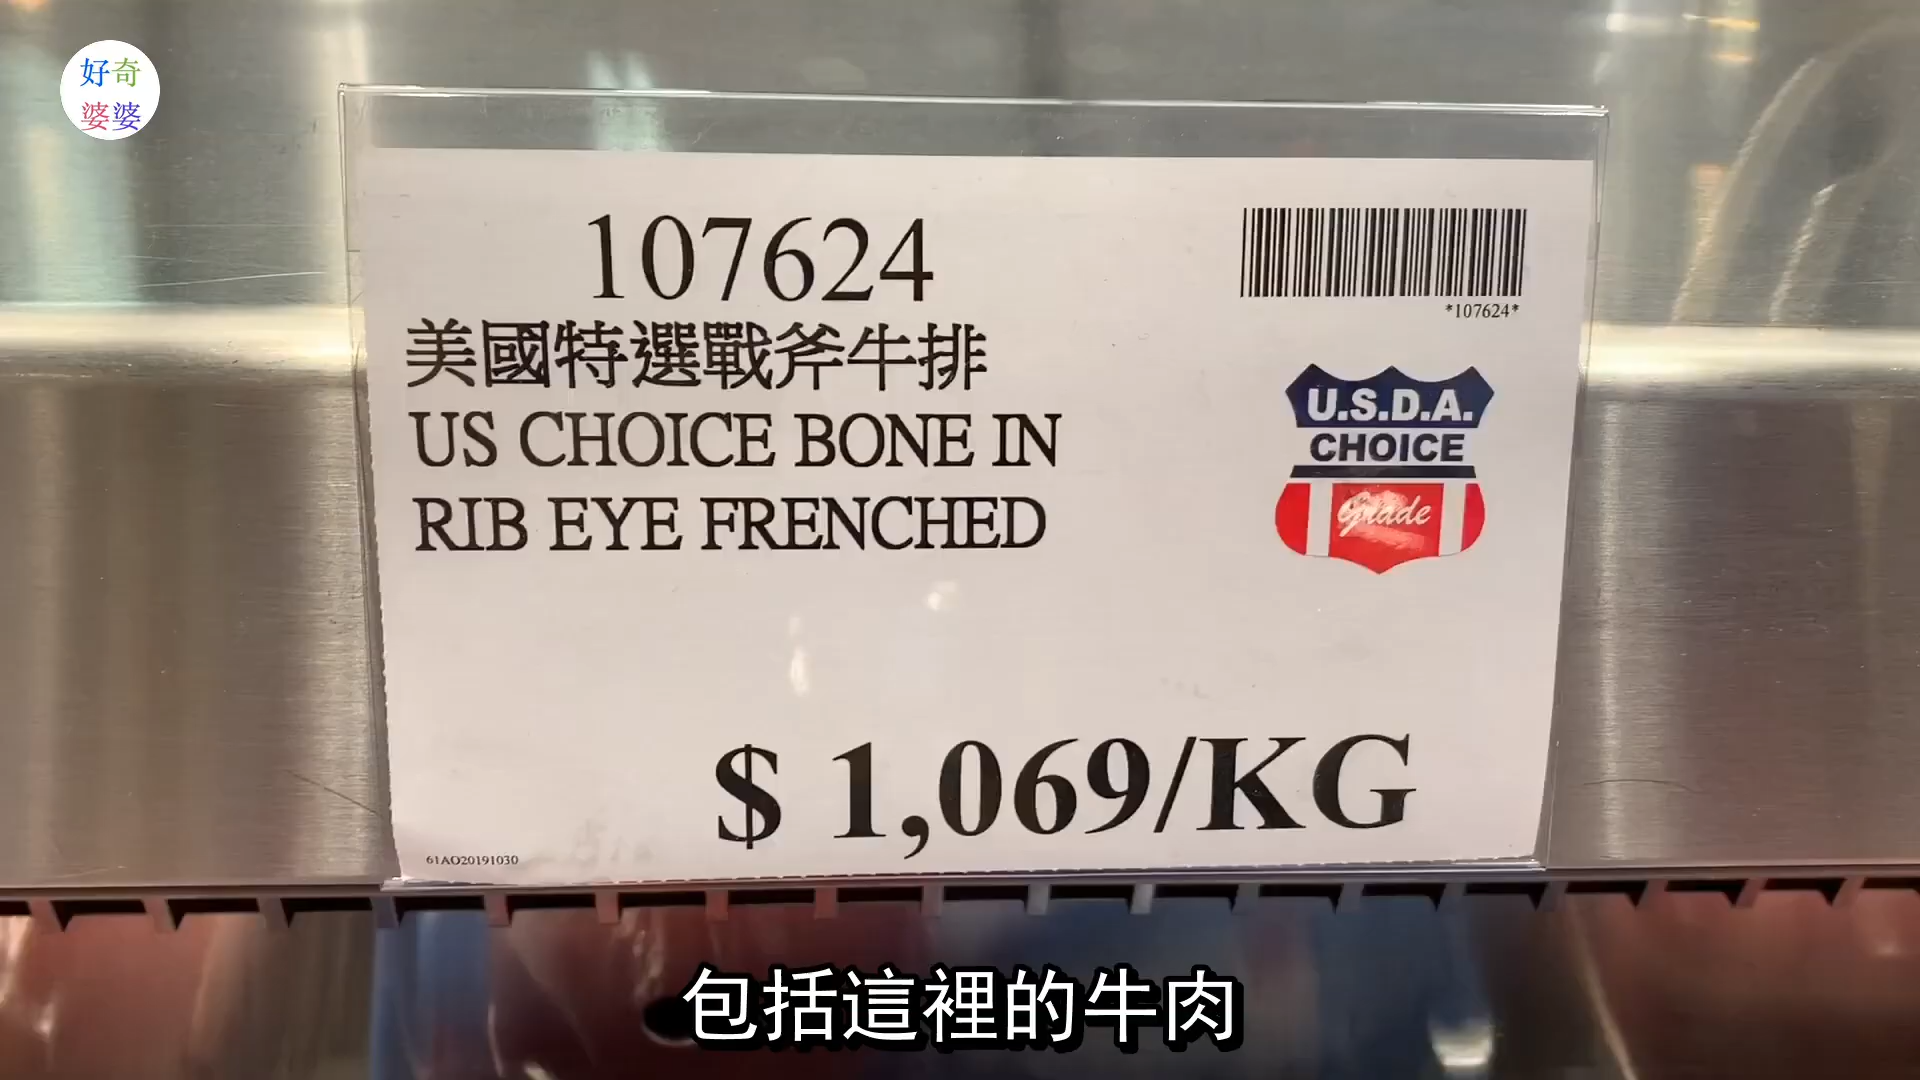 好奇
婆婆
107624
*107624*
美國特選戰斧牛排
US CHOICE BONE IN
RIB EYE FRENCHED
U.S.D.A.
CHOICE
Grade
$ 1,069/KG
61AO20191030
包括這裡的牛肉